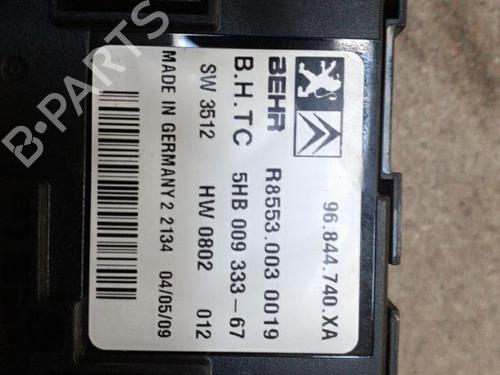 96.844.740.XA
BEHR R8553.003 0019
B.H.TC 5HB 009 333-67
SW 3512 HW 0802 012
MADE IN GERMANY 2 2134 04/05/09
B-PARTS